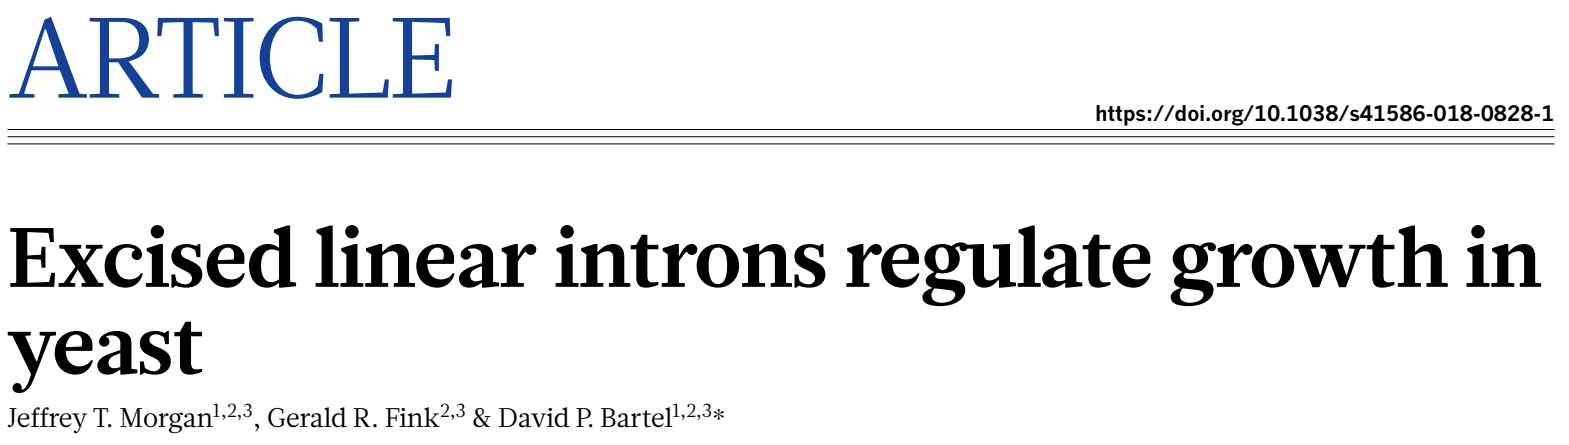 ARTICLE
https://doi.org/10.1038/s41586-018-0828-1
Excised linear introns regulate growth in
yeast
Jeffrey T. Morgan1,2,3, Gerald R. Fink2,3 & David P. Bartel1,2,3*